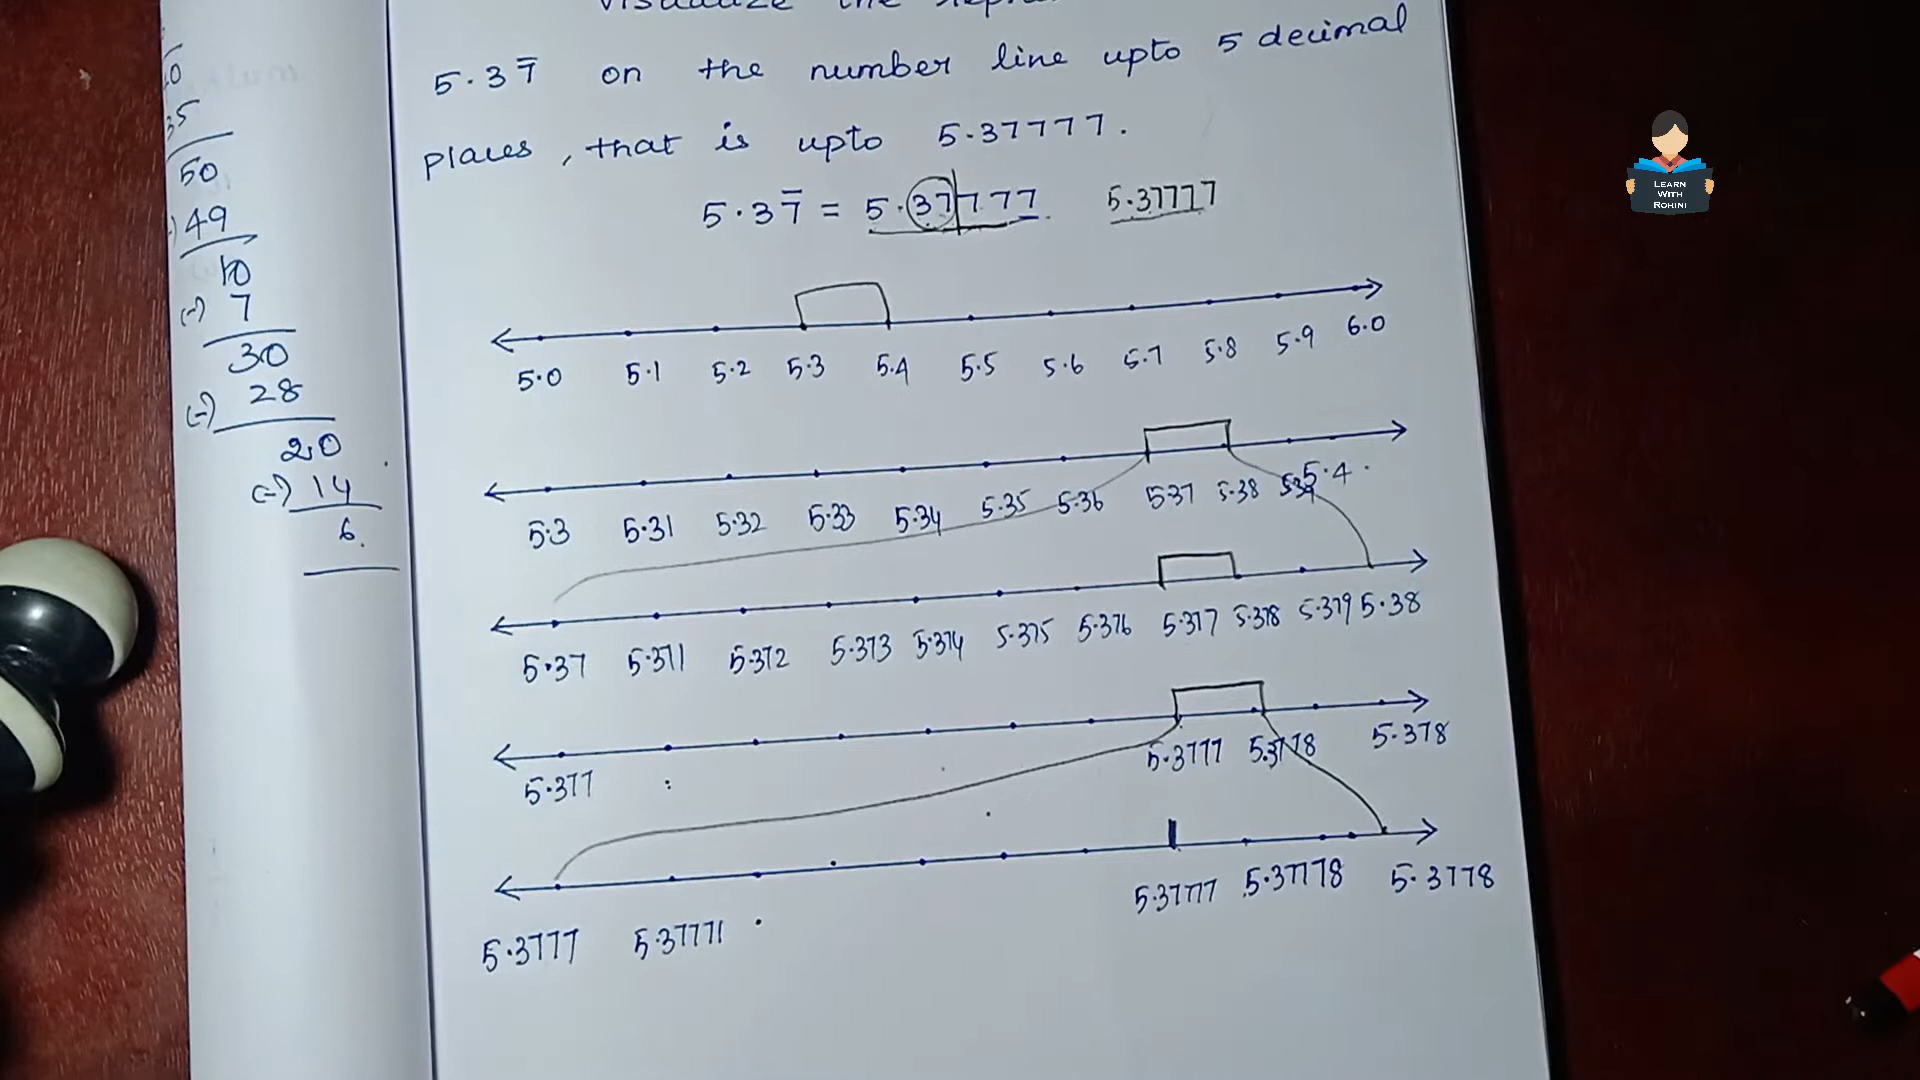 5.37̅ on the number line upto 5 decimal
places, that is upto 5.37777.
5.37̅ = 5.37777 5.37777
5.0 5.1 5.2 5.3 5.4 5.5 5.6 5.7 5.8 5.9 6.0
5.3 5.31 5.32 5.33 5.34 5.35 5.36 5.37 5.38 5.39 5.4
5.37 5.371 5.372 5.373 5.374 5.375 5.376 5.377 5.378 5.379 5.38
5.377 5.3777 5.3778 5.378
5.3777 5.37771 5.37777 5.37778 5.3778
50
49
10
(-) 7
30
(-) 28
20
(-) 14
6.
LEARN
WITH
ROHINI